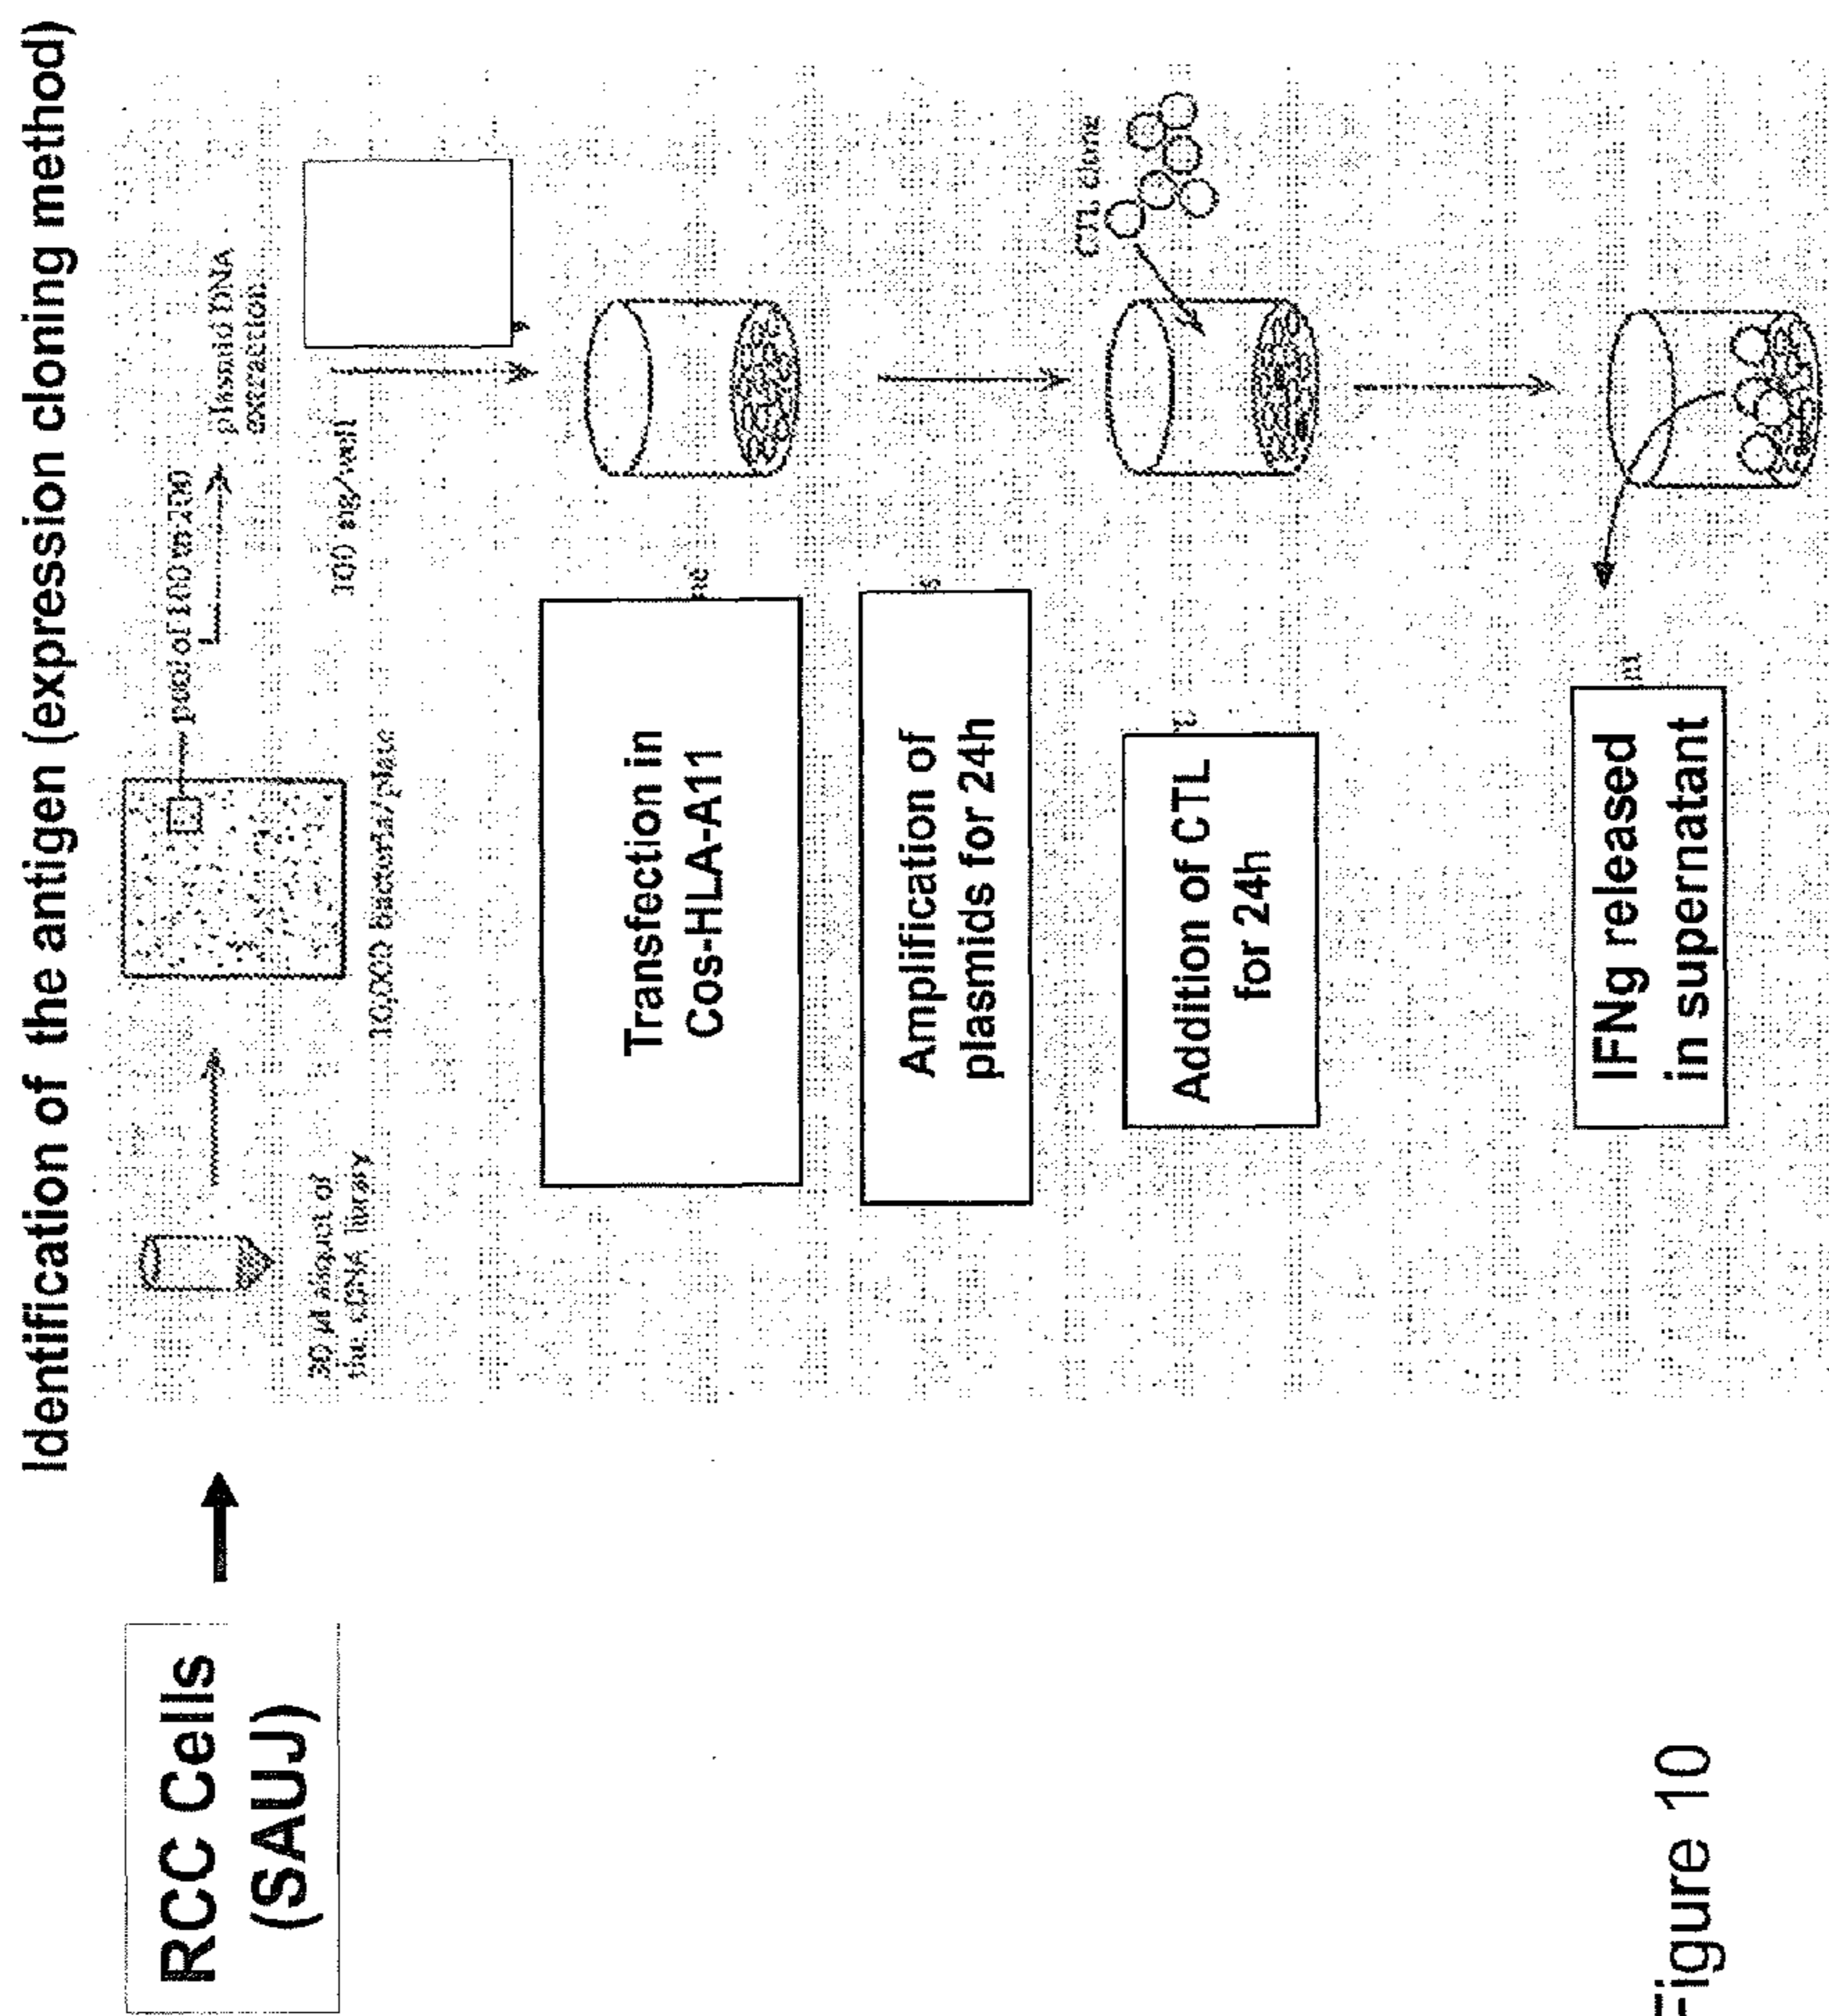 Identification of the antigen (expression cloning method)
RCC Cells
(SAUJ)
30 µl aliquot of
the cDNA library
10,000 bacteria/plate
pool of 100 to 200
plasmid DNA
extraction
100 ng/well
Transfection in
Cos-HLA-A11
Amplification of
plasmids for 24h
CTL clone
Addition of CTL
for 24h
IFNg released
in supernatant
Figure 10